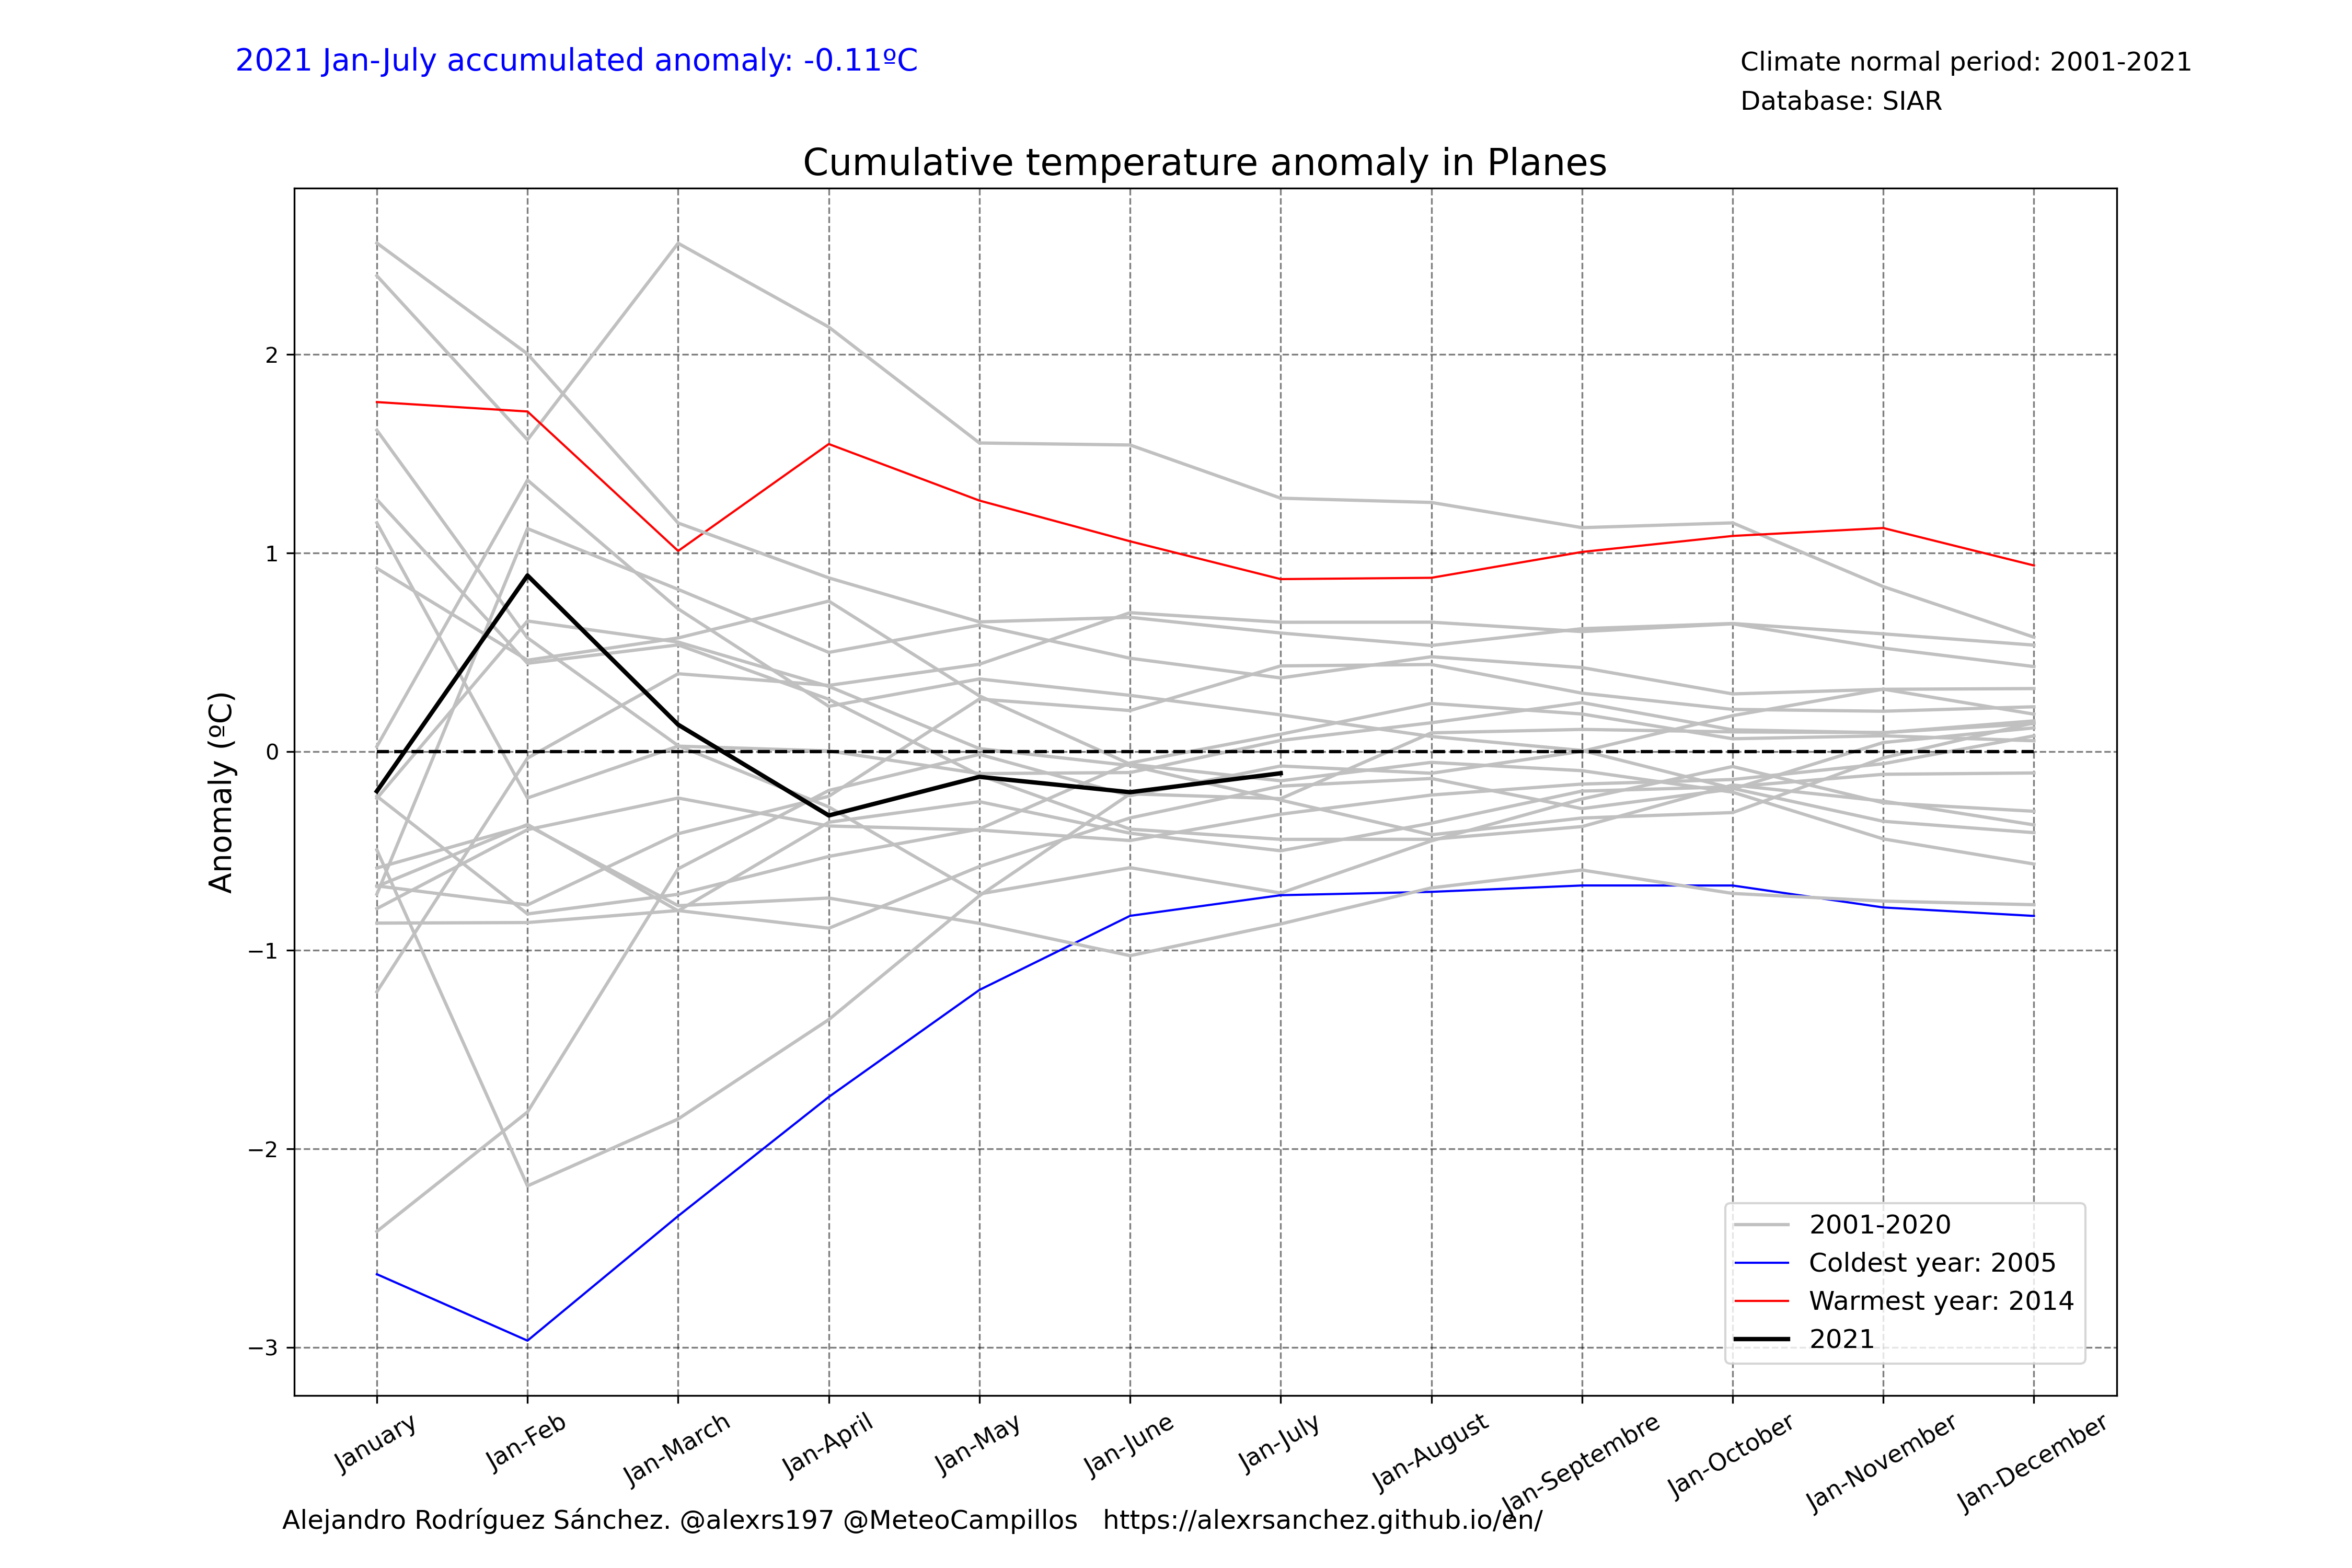 2021 Jan-July accumulated anomaly: -0.11ºC
Climate normal period: 2001-2021
Database: SIAR
Cumulative temperature anomaly in Planes
Anomaly (ºC)
2
1
0
−1
−2
−3
January
Jan-Feb
Jan-March
Jan-April
Jan-May
Jan-June
Jan-July
Jan-August
Jan-Septembre
Jan-October
Jan-November
Jan-December
2001-2020
Coldest year: 2005
Warmest year: 2014
2021
Alejandro Rodríguez Sánchez. @alexrs197 @MeteoCampillos https://alexrsanchez.github.io/en/